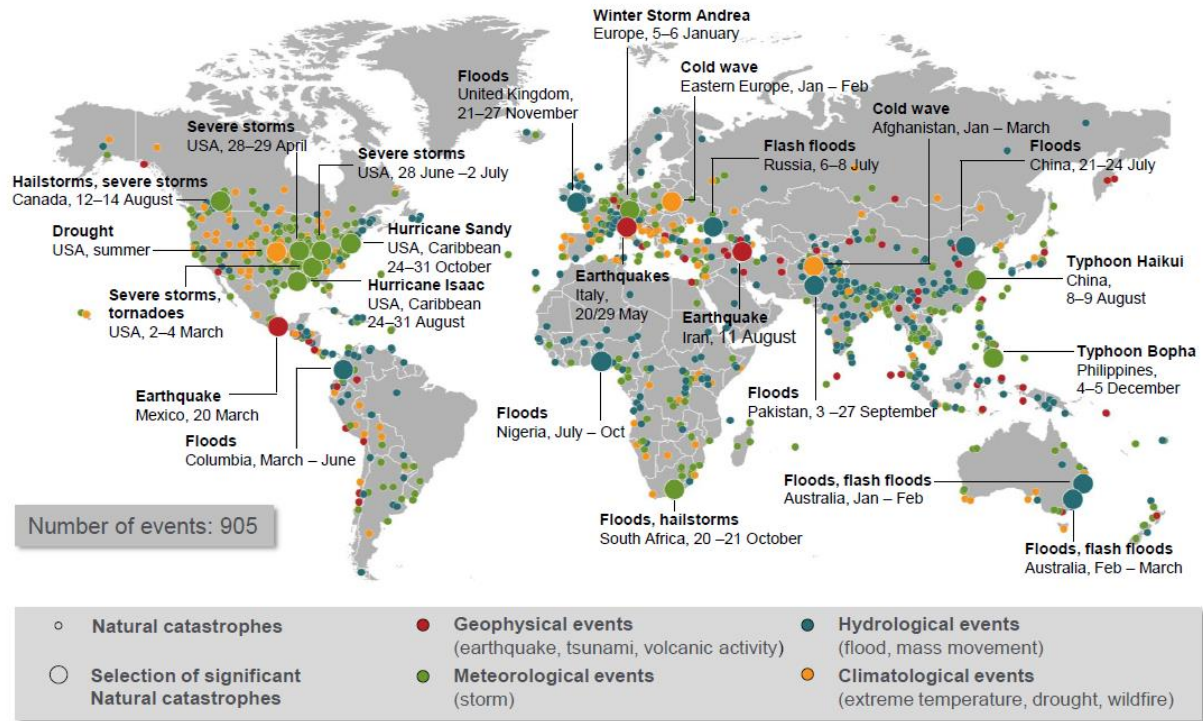 Winter Storm Andrea
Europe, 5–6 January
Floods
United Kingdom,
21–27 November
Cold wave
Eastern Europe, Jan – Feb
Cold wave
Afghanistan, Jan – March
Severe storms
USA, 28–29 April
Severe storms
USA, 28 June –2 July
Flash floods
Russia, 6–8 July
Floods
China, 21–24 July
Hailstorms, severe storms
Canada, 12–14 August
Drought
USA, summer
Hurricane Sandy
USA, Caribbean
24–31 October
Hurricane Isaac
USA, Caribbean
24–31 August
Severe storms,
tornadoes
USA, 2–4 March
Earthquakes
Italy,
20/29 May
Earthquake
Iran, 11 August
Typhoon Haikui
China,
8–9 August
Typhoon Bopha
Philippines,
4–5 December
Earthquake
Mexico, 20 March
Floods
Columbia, March – June
Floods
Nigeria, July – Oct
Floods
Pakistan, 3 –27 September
Floods, flash floods
Australia, Jan – Feb
Floods, hailstorms
South Africa, 20 –21 October
Floods, flash floods
Australia, Feb – March
Number of events: 905
Natural catastrophes
Selection of significant
Natural catastrophes
Geophysical events
(earthquake, tsunami, volcanic activity)
Meteorological events
(storm)
Hydrological events
(flood, mass movement)
Climatological events
(extreme temperature, drought, wildfire)